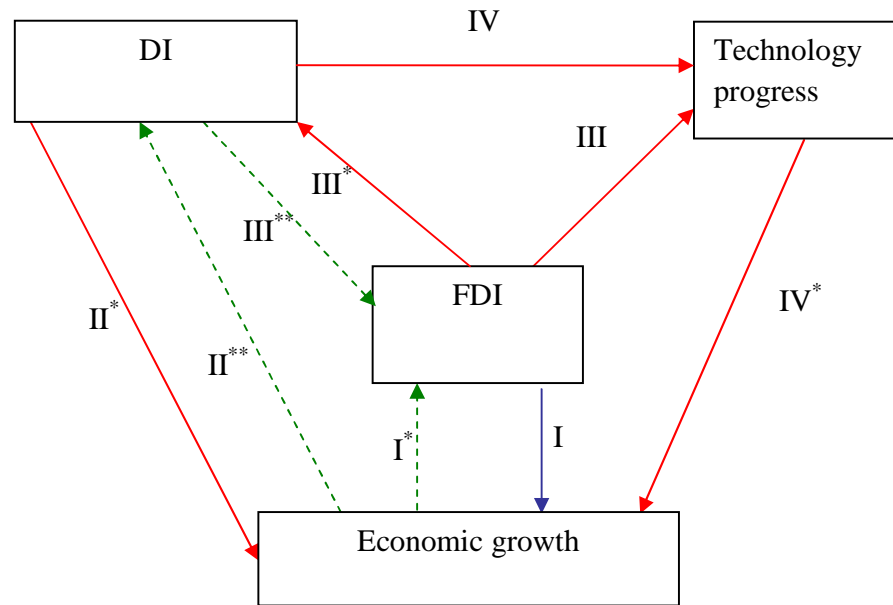 IV
DI
Technology
progress
III
III*
III**
FDI
II*
IV*
II**
I*
I
Economic growth